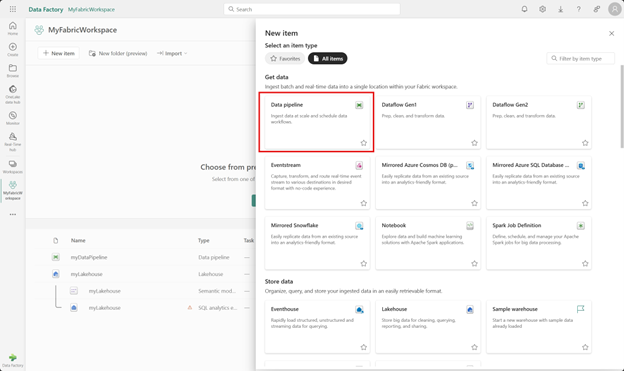 Data Factory MyFabricWorkspace
Search
Home
Create
Browse
OneLake
data hub
Monitor
Real-Time
hub
Workspaces
MyFabricW
orkspace
Data Factory
MyFabricWorkspace
New item
New folder (preview)
Import
Choose from pre
Select from one of
Name Type Task
myDataPipeline Data pipeline —
myLakehouse Lakehouse —
myLakehouse Semantic mod... —
myLakehouse SQL analytics e... —
New item
Select an item type
Favorites All items
Filter by item type
Get data
Ingest batch and real-time data into a single location within your Fabric workspace.
Data pipeline
Ingest data at scale and schedule data
workflows.
Dataflow Gen1
Prep, clean, and transform data.
Dataflow Gen2
Prep, clean, and transform data.
Eventstream
Capture, transform, and route real-time event
stream to various destinations in desired
format with no-code experience.
Mirrored Azure Cosmos DB (p...
Easily replicate data from an existing source
into an analytics-friendly format.
Mirrored Azure SQL Database ...
Easily replicate data from an existing source
into an analytics-friendly format.
Mirrored Snowflake
Easily replicate data from an existing source
into an analytics-friendly format.
Notebook
Explore data and build machine learning
solutions with Apache Spark applications.
Spark Job Definition
Define, schedule, and manage your Apache
Spark jobs for big data processing.
Store data
Organize, query, and store your ingested data in an easily retrievable format.
Eventhouse
Rapidly load structured, unstructured and
streaming data for querying.
Lakehouse
Store big data for cleaning, querying,
reporting, and sharing.
Sample warehouse
Start a new warehouse with sample data
already loaded